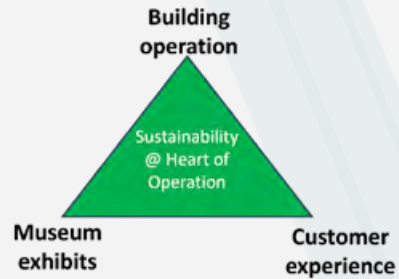 Building
operation
Sustainability
@ Heart of
Operation
Museum
exhibits
Customer
experience